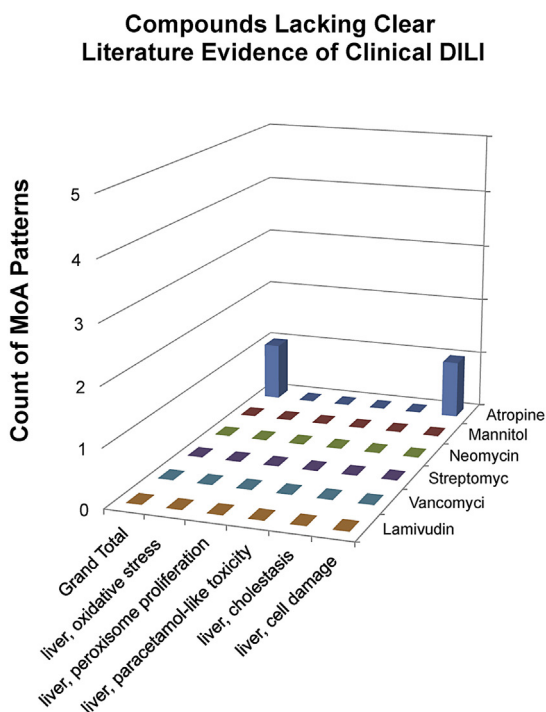 Compounds Lacking Clear
Literature Evidence of Clinical DILI
Count of MoA Patterns
5
4
3
2
1
0
Atropine
Mannitol
Neomycin
Streptomyc
Vancomyci
Lamivudin
Grand Total
liver, oxidative stress
liver, peroxisome proliferation
liver, paracetamol-like toxicity
liver, cholestasis
liver, cell damage